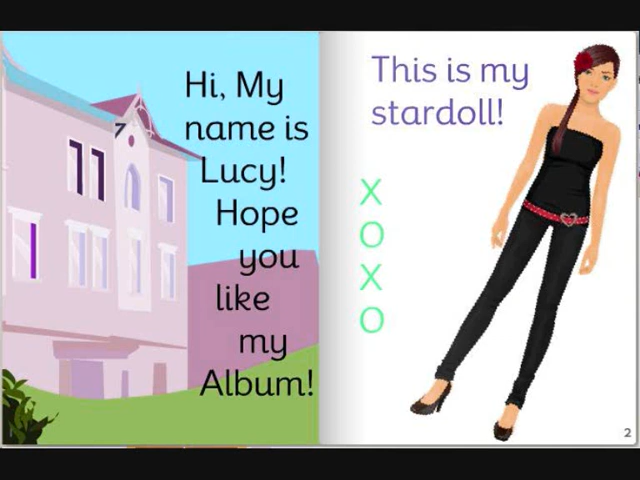 Hi, My
name is
Lucy!
Hope
you
like
my
Album!
This is my
stardoll!
X
O
X
O
2